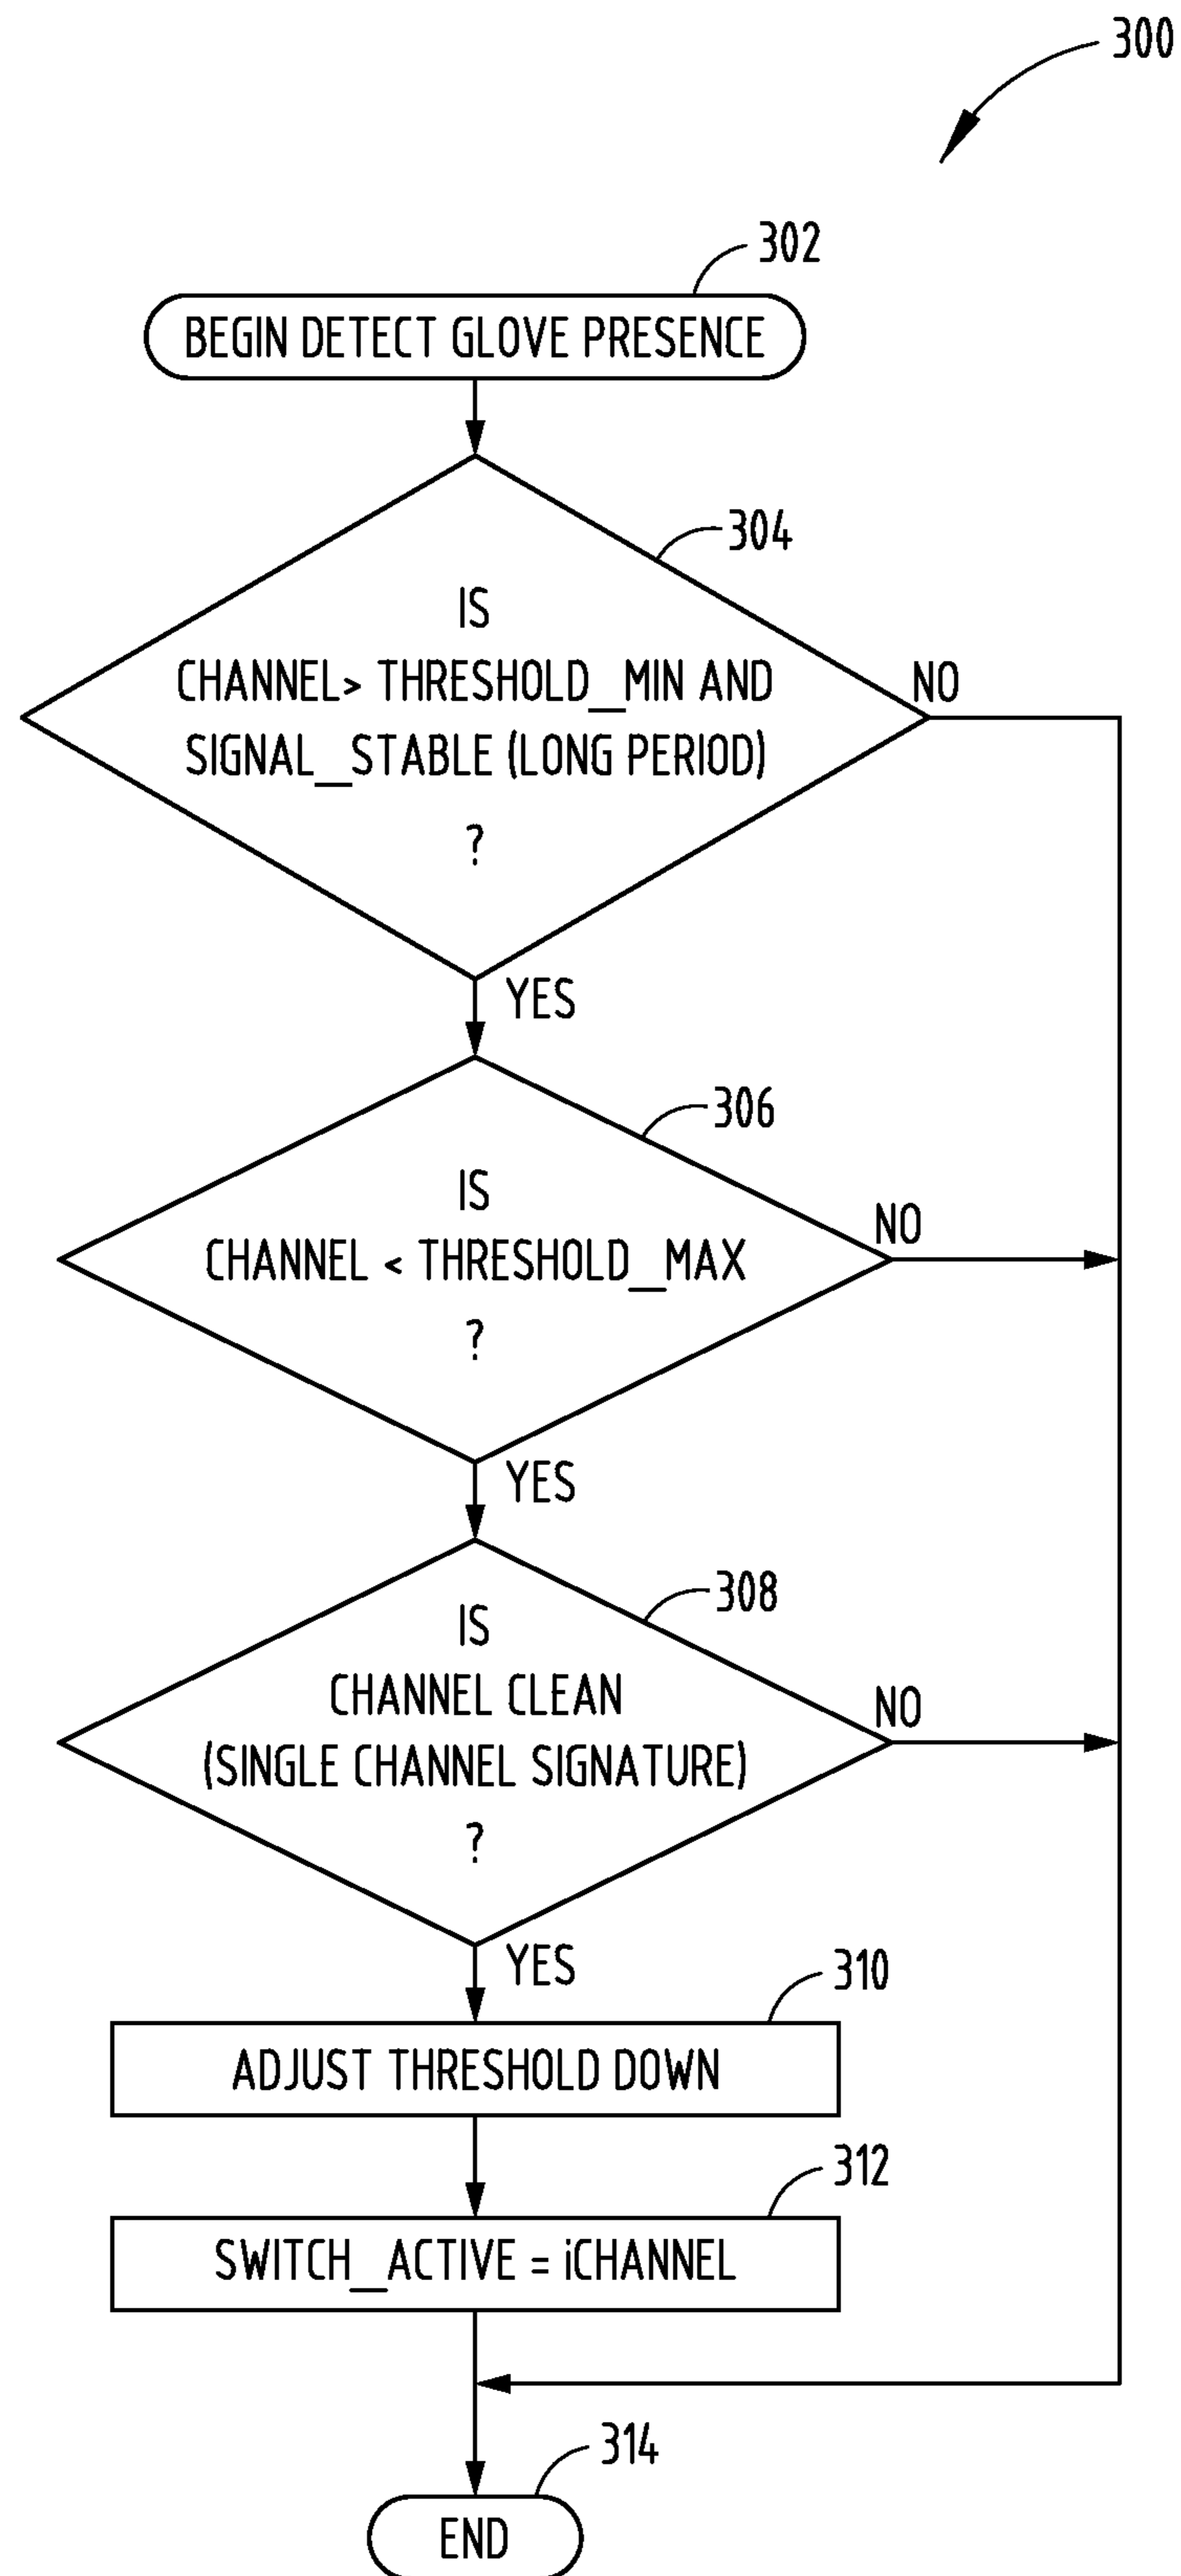 300
302
BEGIN DETECT GLOVE PRESENCE
304
IS
CHANNEL> THRESHOLD_MIN AND
SIGNAL_STABLE (LONG PERIOD)
?
NO
YES
306
IS
CHANNEL < THRESHOLD_MAX
?
NO
YES
308
IS
CHANNEL CLEAN
(SINGLE CHANNEL SIGNATURE)
?
NO
YES
310
ADJUST THRESHOLD DOWN
312
SWITCH_ACTIVE = iCHANNEL
314
END